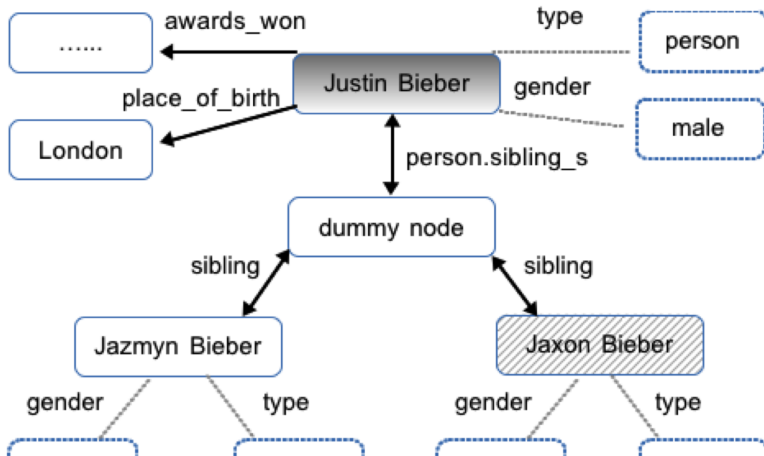 awards_won
type
......
person
Justin Bieber
gender
place_of_birth
male
London
person.sibling_s
dummy node
sibling
sibling
Jazmyn Bieber
Jaxon Bieber
gender
type
gender
type